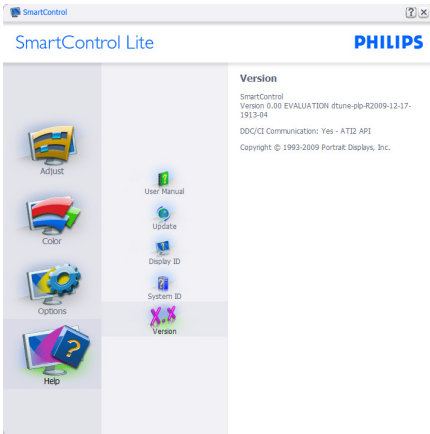 SmartControl
SmartControl Lite
PHILIPS
Adjust
Color
Options
Help
User Manual
Update
Display ID
System ID
X.X
Version
Version
SmartControl
Version 0.00 EVALUATION dtune-plp-R2009-12-17-
1913-04
DDC/CI Communication: Yes - ATI2 API
Copyright © 1993-2009 Portrait Displays, Inc.